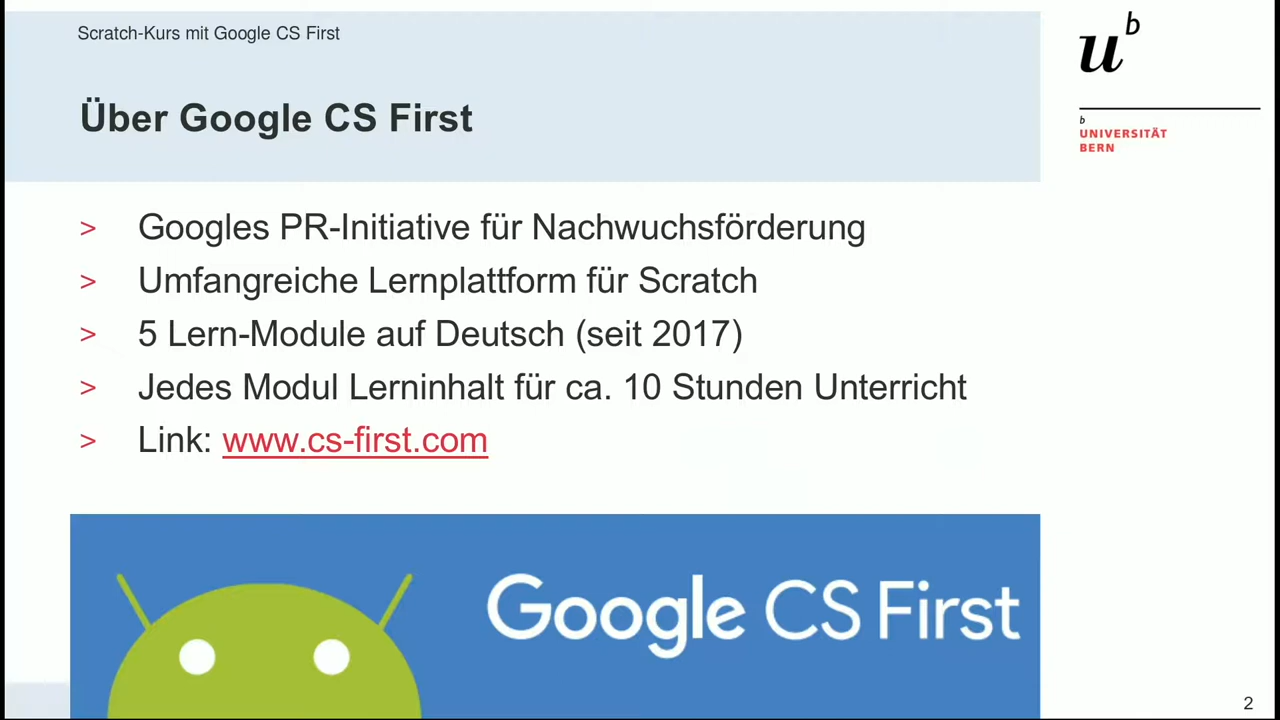 Scratch-Kurs mit Google CS First
Über Google CS First
u
b
b
UNIVERSITÄT
BERN
> Googles PR-Initiative für Nachwuchsförderung
> Umfangreiche Lernplattform für Scratch
> 5 Lern-Module auf Deutsch (seit 2017)
> Jedes Modul Lerninhalt für ca. 10 Stunden Unterricht
> Link: www.cs-first.com
Google CS First
2